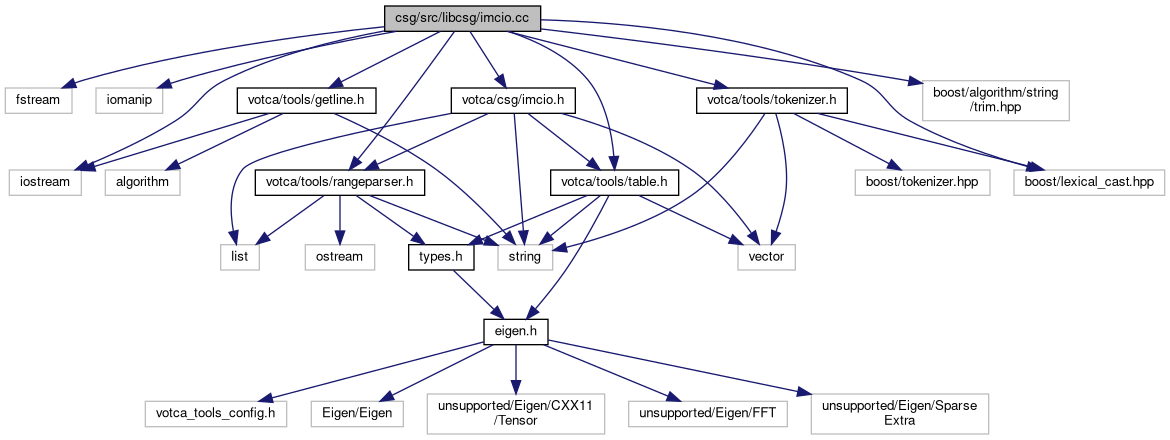 csg/src/libcsg/imcio.cc
fstream
iomanip
votca/tools/getline.h
votca/csg/imcio.h
votca/tools/tokenizer.h
boost/algorithm/string
/trim.hpp
iostream
algorithm
votca/tools/rangeparser.h
votca/tools/table.h
boost/tokenizer.hpp
boost/lexical_cast.hpp
list
ostream
types.h
string
vector
eigen.h
votca_tools_config.h
Eigen/Eigen
unsupported/Eigen/CXX11
/Tensor
unsupported/Eigen/FFT
unsupported/Eigen/Sparse
Extra